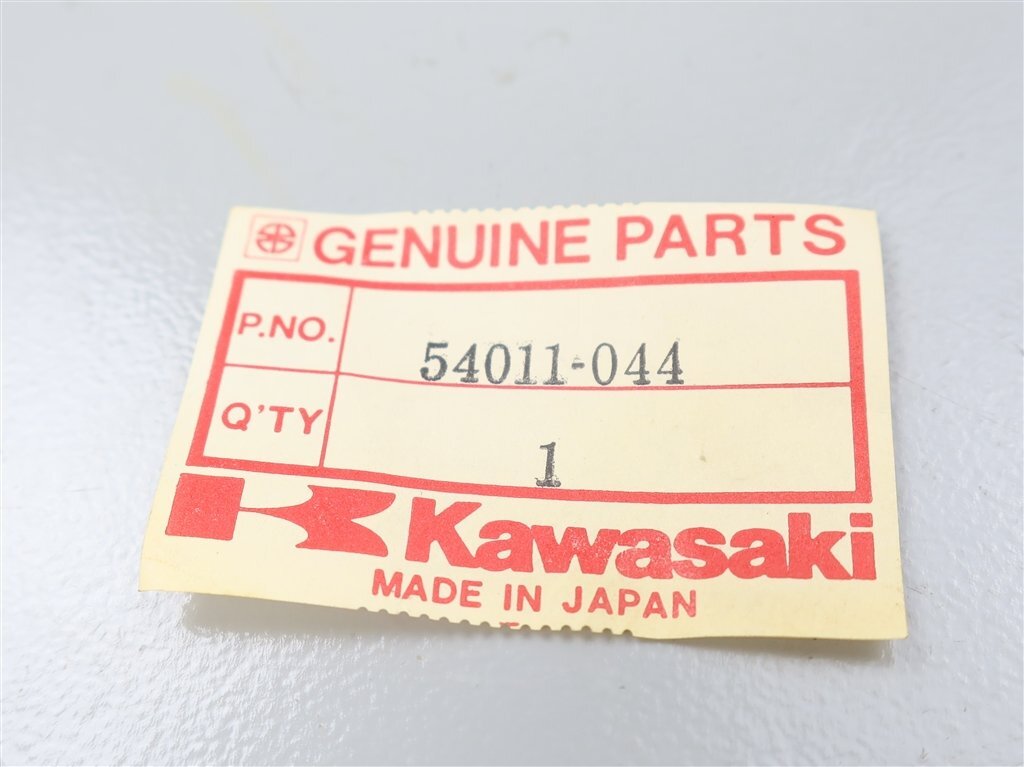 GENUINE PARTS
P.NO. 54011-044
Q'TY 1
Kawasaki
MADE IN JAPAN